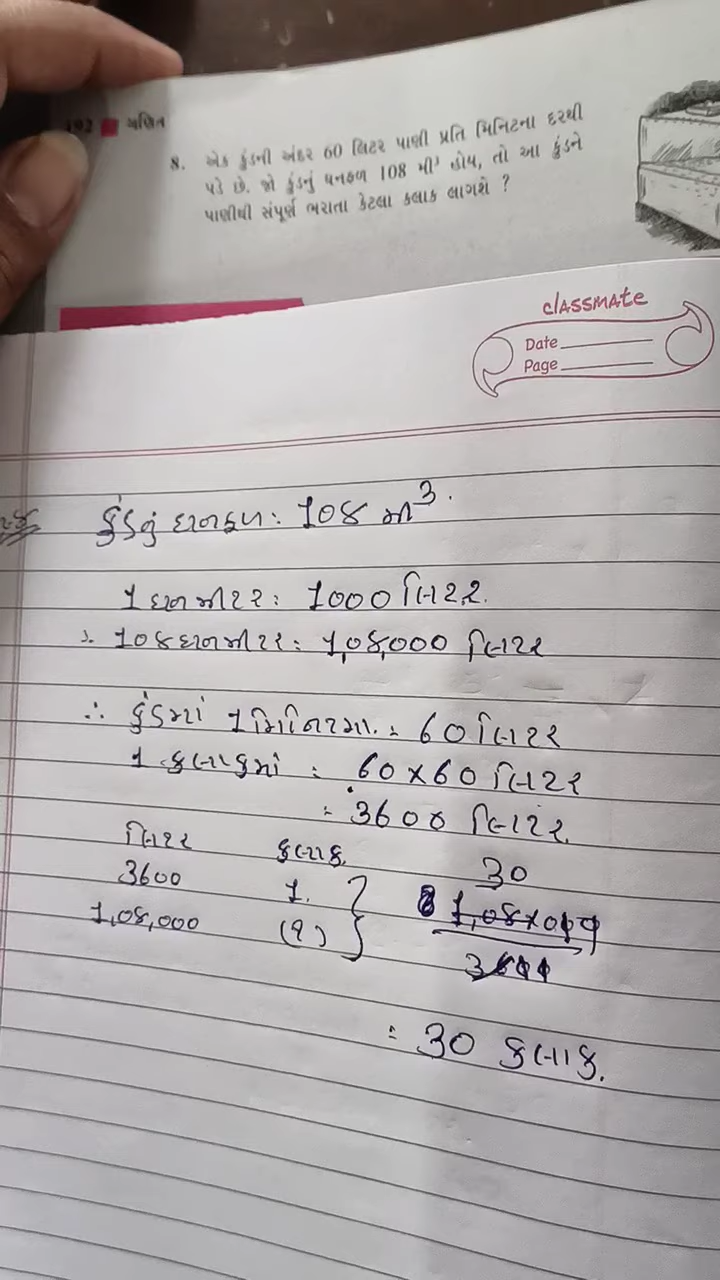 192 ગણિત
8. એક કુંડની અંદર 60 લિટર પાણી પ્રતિ મિનિટના દરથી
પડે છે. જો કુંડનું ઘનફળ 108 મી³ હોય, તો આ કુંડને
પાણીથી સંપૂર્ણ ભરાતા કેટલા કલાક લાગશે ?
classmate
Date
Page
કુંડનું ઘનફળ : 108 મી³.
1 ઘન મીટર : 1000 લિટર.
∴ 108 ઘન મીટર : 1,08,000 લિટર
∴ કુંડમાં 1 મિનિટમાં : 60 લિટર
1 કલાકમાં : 60 × 60 લિટર
: 3600 લિટર.
લિટર કલાક 30
3600 1.
1,08,000 (?)
3600
= 30 કલાક.